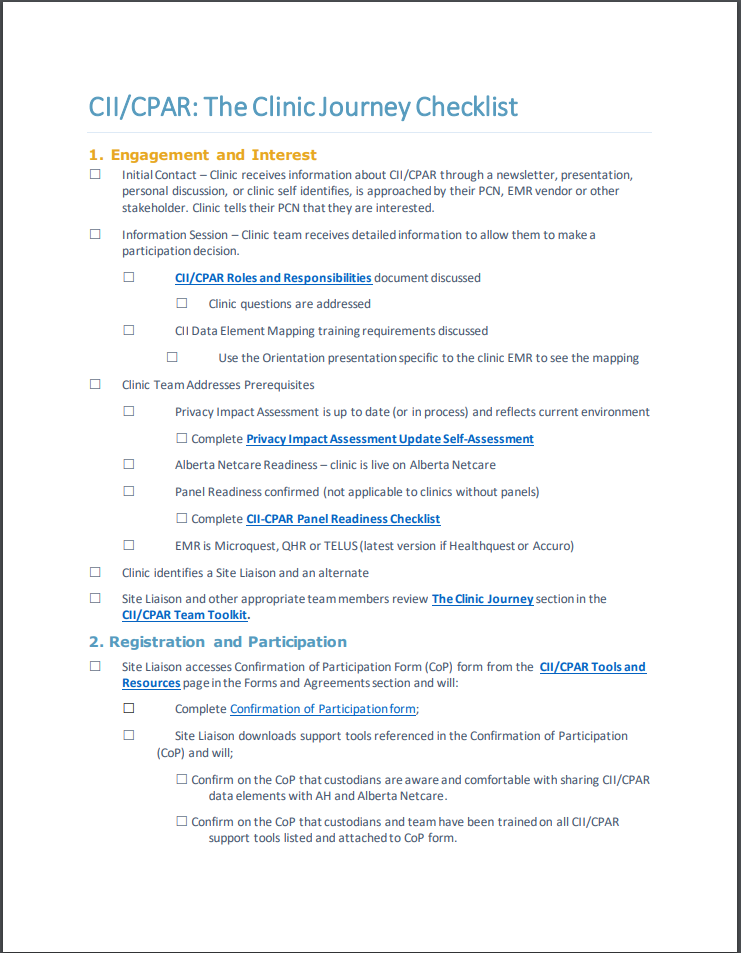 CII/CPAR: The Clinic Journey Checklist
1. Engagement and Interest
☐ Initial Contact – Clinic receives information about CII/CPAR through a newsletter, presentation,
personal discussion, or clinic self identifies, is approached by their PCN, EMR vendor or other
stakeholder. Clinic tells their PCN that they are interested.
☐ Information Session – Clinic team receives detailed information to allow them to make a
participation decision.
☐ CII/CPAR Roles and Responsibilities document discussed
☐ Clinic questions are addressed
☐ CII Data Element Mapping training requirements discussed
☐ Use the Orientation presentation specific to the clinic EMR to see the mapping
☐ Clinic Team Addresses Prerequisites
☐ Privacy Impact Assessment is up to date (or in process) and reflects current environment
☐ Complete Privacy Impact Assessment Update Self-Assessment
☐ Alberta Netcare Readiness – clinic is live on Alberta Netcare
☐ Panel Readiness confirmed (not applicable to clinics without panels)
☐ Complete CII-CPAR Panel Readiness Checklist
☐ EMR is Microquest, QHR or TELUS (latest version if Healthquest or Accuro)
☐ Clinic identifies a Site Liaison and an alternate
☐ Site Liaison and other appropriate team members review The Clinic Journey section in the
CII/CPAR Team Toolkit.
2. Registration and Participation
☐ Site Liaison accesses Confirmation of Participation Form (CoP) form from the CII/CPAR Tools and
Resources page in the Forms and Agreements section and will:
☐ Complete Confirmation of Participation form;
☐ Site Liaison downloads support tools referenced in the Confirmation of Participation
(CoP) and will;
☐ Confirm on the CoP that custodians are aware and comfortable with sharing CII/CPAR
data elements with AH and Alberta Netcare.
☐ Confirm on the CoP that custodians and team have been trained on all CII/CPAR
support tools listed and attached to CoP form.